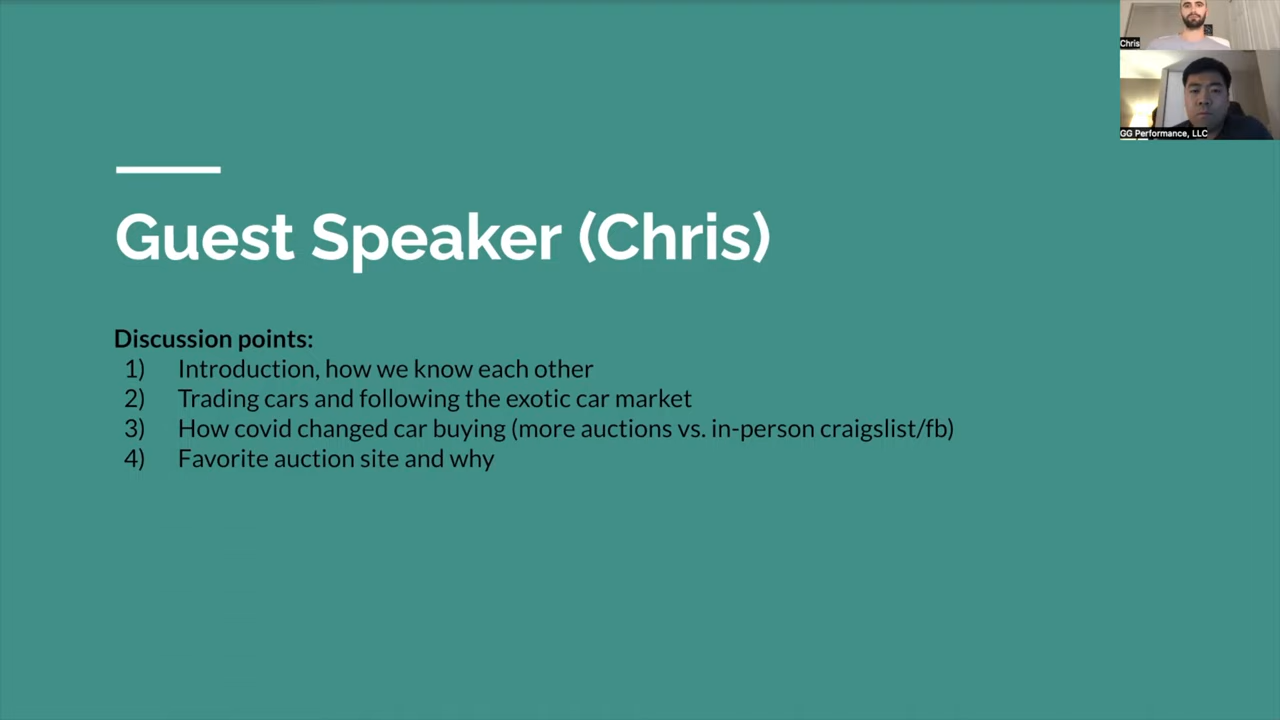 Chris
GG Performance, LLC
Guest Speaker (Chris)
Discussion points:
1) Introduction, how we know each other
2) Trading cars and following the exotic car market
3) How covid changed car buying (more auctions vs. in-person craigslist/fb)
4) Favorite auction site and why